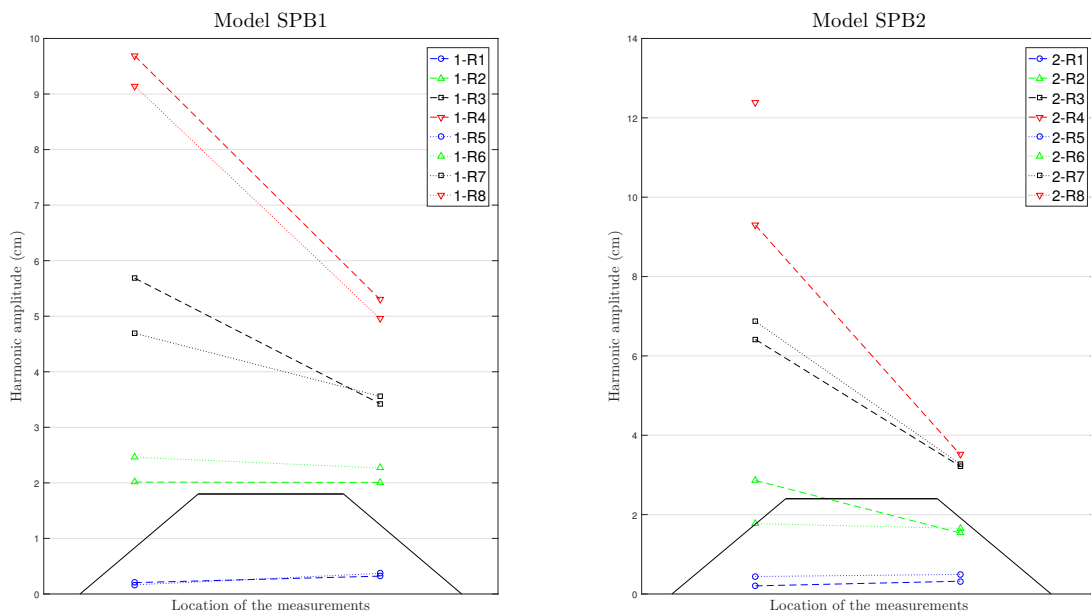 Model SPB1
10
9
8
7
6
5
4
3
2
1
0
Harmonic amplitude (cm)
Location of the measurements
1-R1
1-R2
1-R3
1-R4
1-R5
1-R6
1-R7
1-R8
Model SPB2
14
12
10
8
6
4
2
0
Harmonic amplitude (cm)
Location of the measurements
2-R1
2-R2
2-R3
2-R4
2-R5
2-R6
2-R7
2-R8